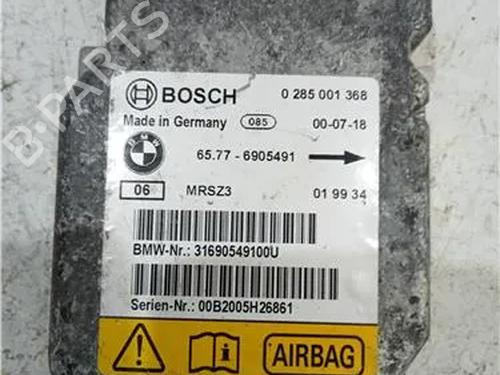 B-PARTS
BOSCH 0 285 001 368
Made in Germany 085 00-07-18
BMW 65.77 - 6905491
06 MRSZ3 01 99 34
BMW-Nr.: 31690549100U
Serien-Nr.: 00B2005H26861
AIRBAG